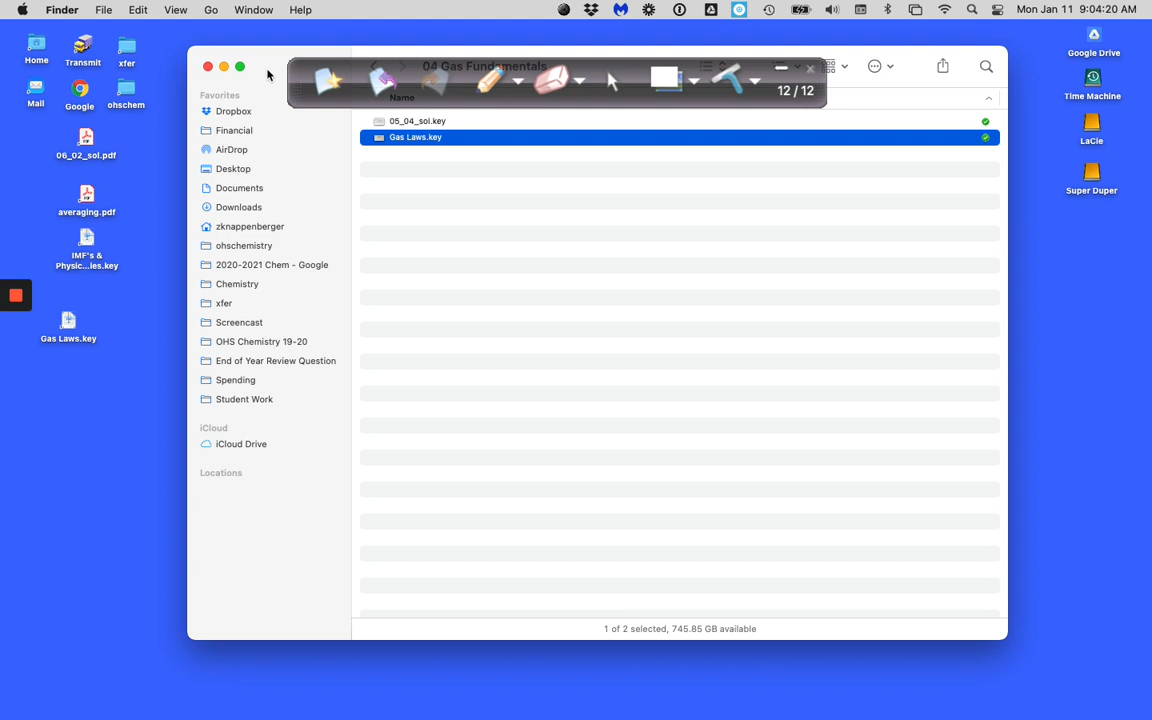 Finder File Edit View Go Window Help Mon Jan 11 9:04:20 AM
Home
Transmit
xfer
Mail
Google
ohschem
06_02_sol.pdf
averaging.pdf
IMF's &
Physic...ies.key
Gas Laws.key
04 Gas Fundamentals
12 / 12
Favorites
Dropbox
Financial
AirDrop
Desktop
Documents
Downloads
zknappenberger
ohschemistry
2020-2021 Chem - Google
Chemistry
xfer
Screencast
OHS Chemistry 19-20
End of Year Review Question
Spending
Student Work
iCloud
iCloud Drive
Locations
Name
05_04_sol.key
Gas Laws.key
1 of 2 selected, 745.85 GB available
Google Drive
Time Machine
LaCie
Super Duper